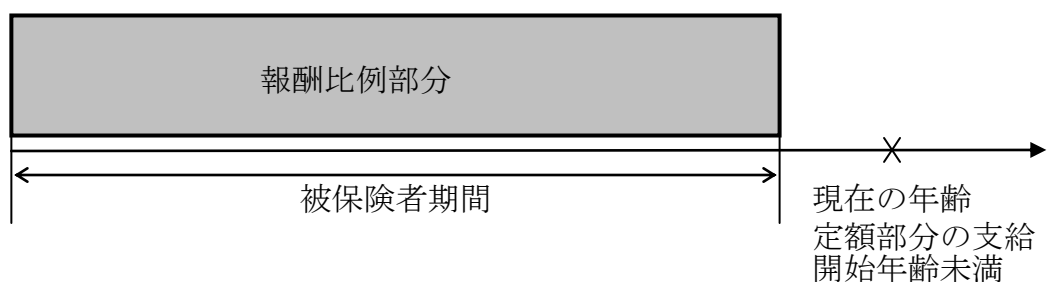 報酬比例部分
被保険者期間
現在の年齢
定額部分の支給
開始年齢未満